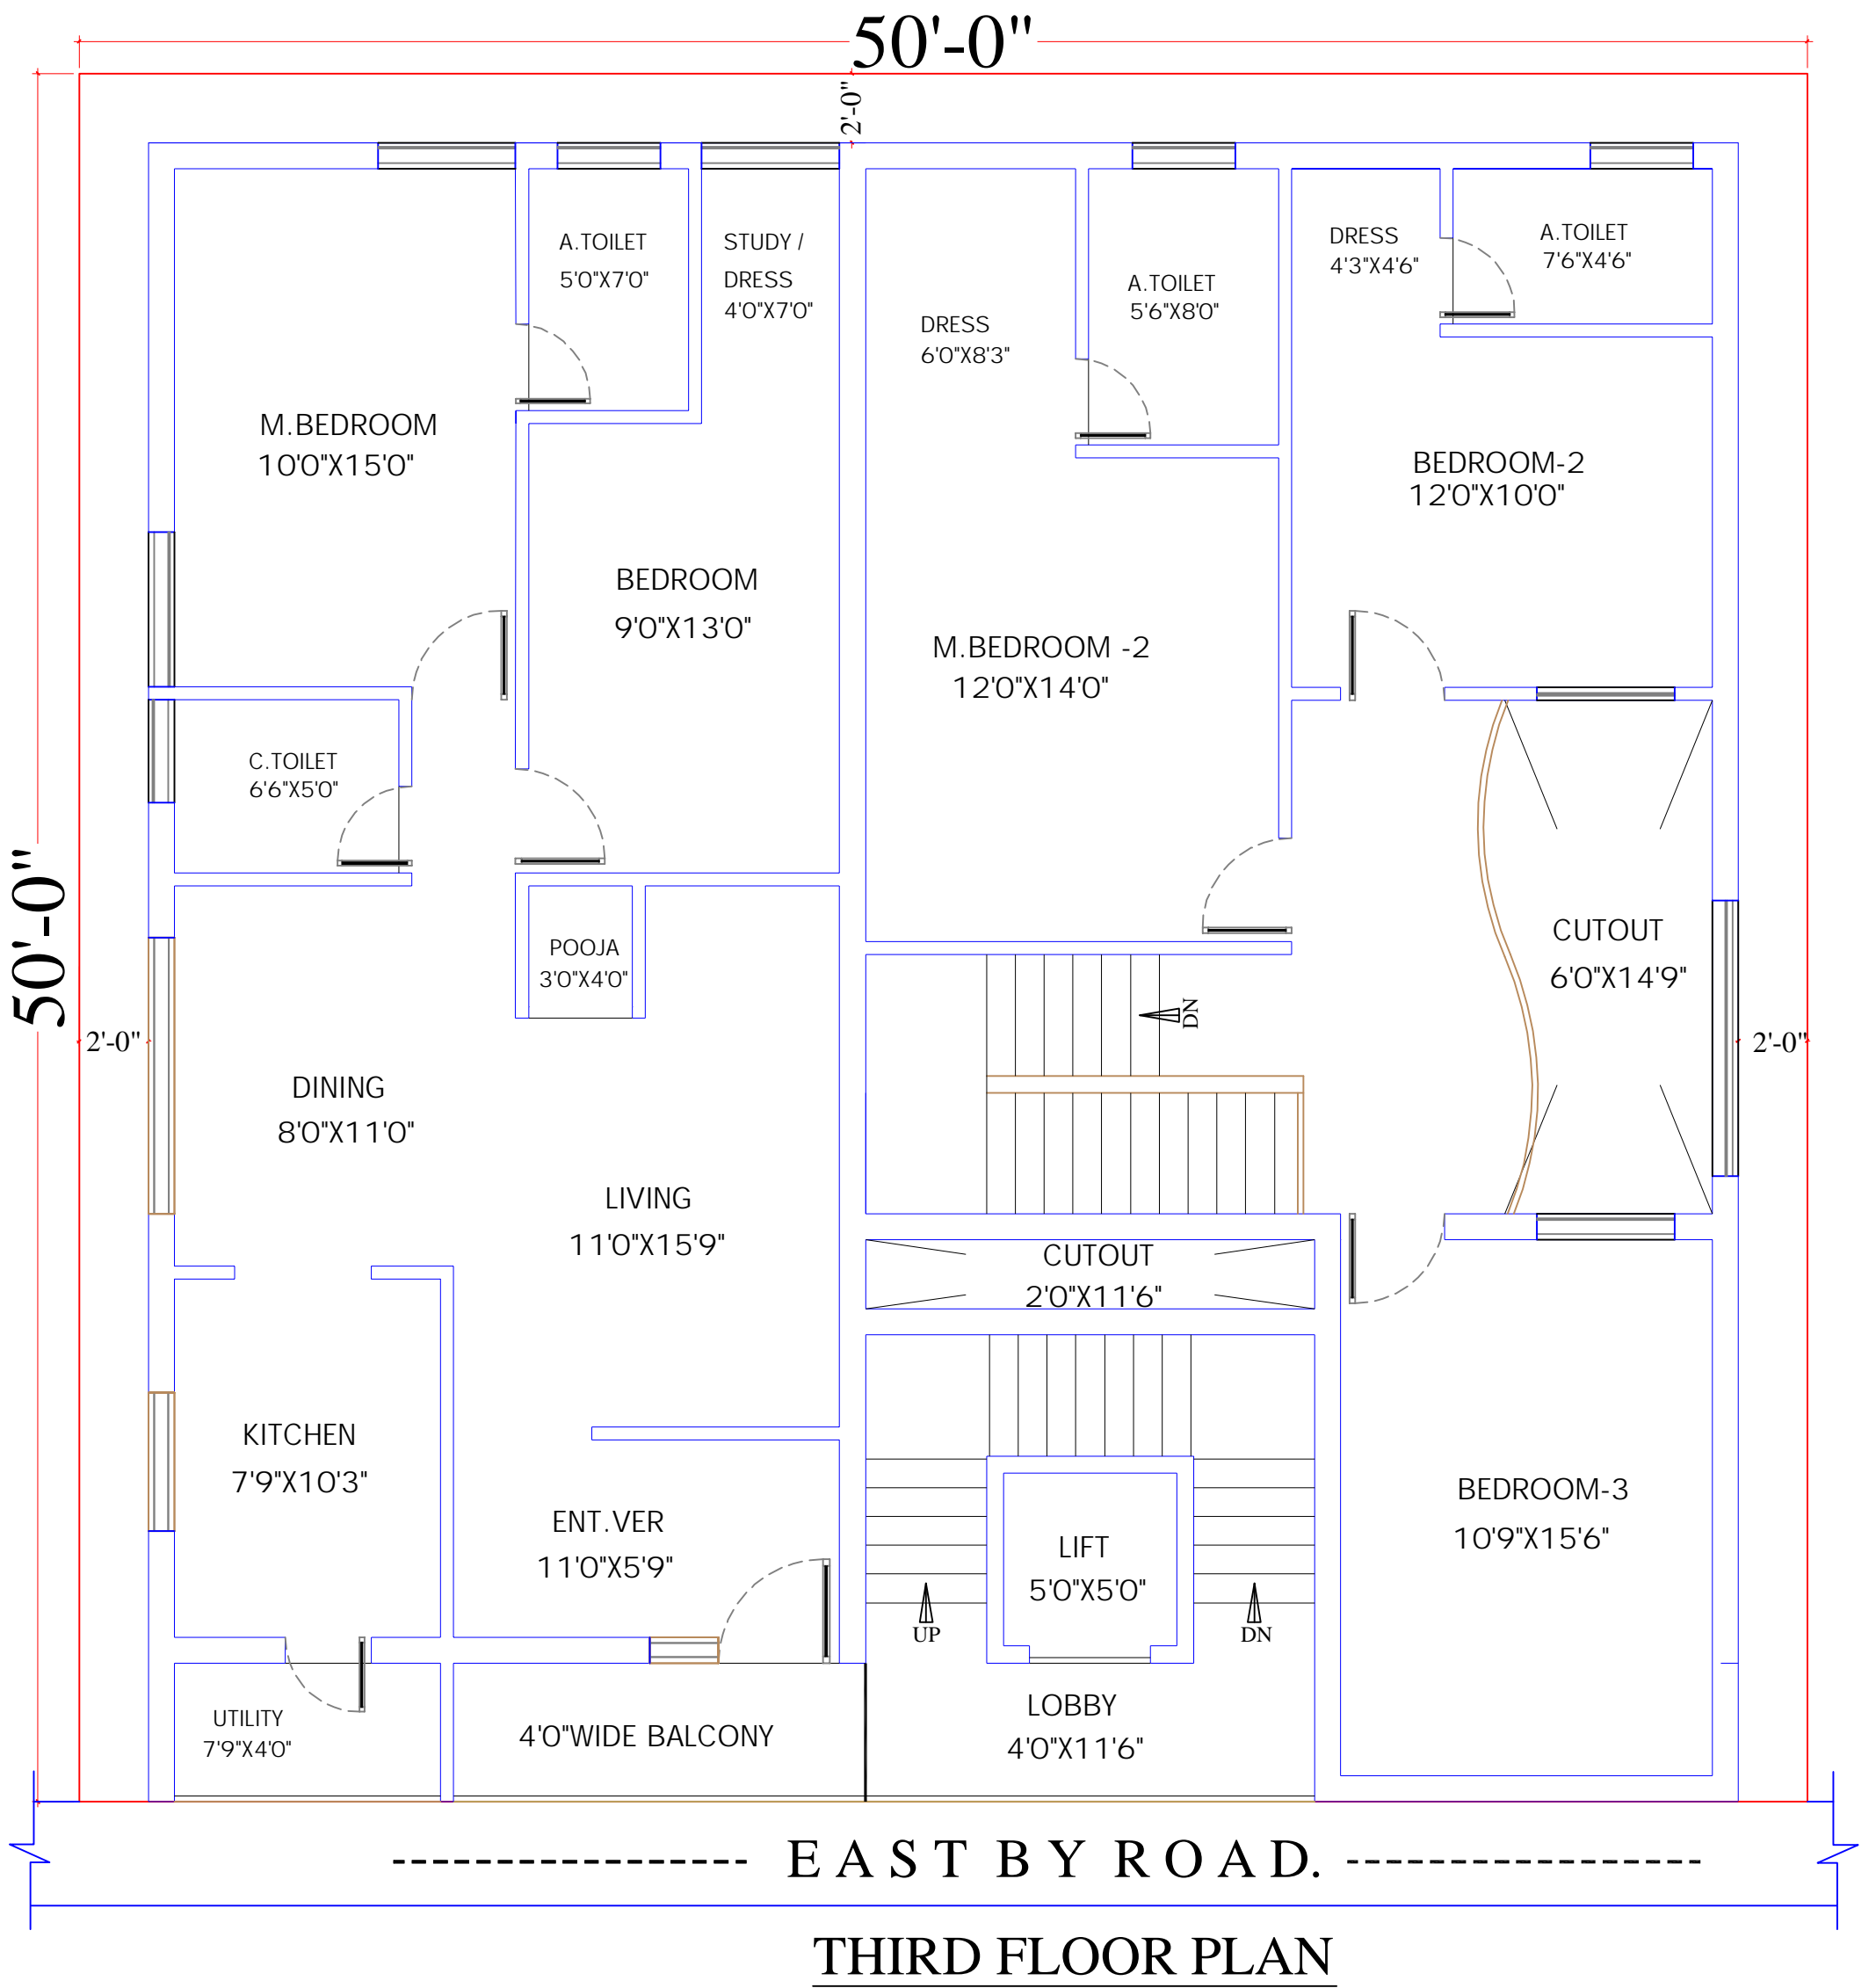 50'-0"
2'-0"
A.TOILET
5'0"X7'0"
STUDY /
DRESS
4'0"X7'0"
DRESS
6'0"X8'3"
A.TOILET
5'6"X8'0"
DRESS
4'3"X4'6"
A.TOILET
7'6"X4'6"
M.BEDROOM
10'0"X15'0"
BEDROOM
9'0"X13'0"
M.BEDROOM -2
12'0"X14'0"
BEDROOM-2
12'0"X10'0"
C.TOILET
6'6"X5'0"
POOJA
3'0"X4'0"
CUTOUT
6'0"X14'9"
50'-0"
2'-0"
DN
2'-0"
DINING
8'0"X11'0"
LIVING
11'0"X15'9"
CUTOUT
2'0"X11'6"
KITCHEN
7'9"X10'3"
ENT.VER
11'0"X5'9"
LIFT
5'0"X5'0"
UP
DN
BEDROOM-3
10'9"X15'6"
UTILITY
7'9"X4'0"
4'0"WIDE BALCONY
LOBBY
4'0"X11'6"
EAST BY ROAD.
THIRD FLOOR PLAN